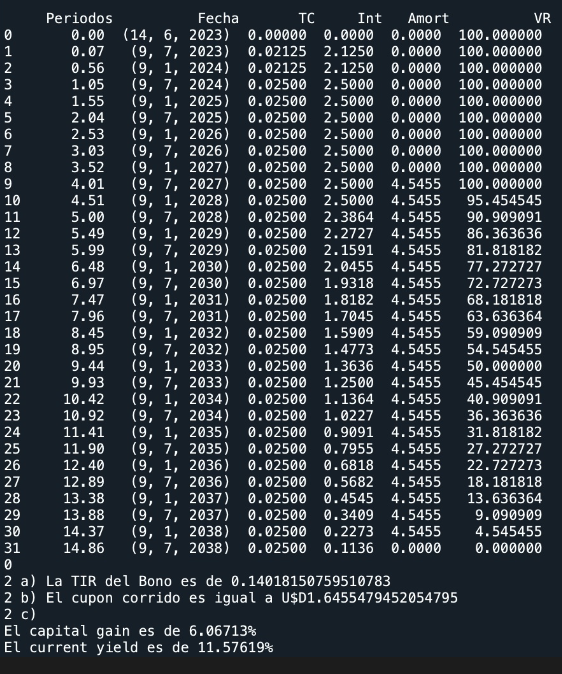 Periodos Fecha TC Int Amort VR
0 0.00 (14, 6, 2023) 0.00000 0.0000 0.0000 100.000000
1 0.07 (9, 7, 2023) 0.02125 2.1250 0.0000 100.000000
2 0.56 (9, 1, 2024) 0.02125 2.1250 0.0000 100.000000
3 1.05 (9, 7, 2024) 0.02500 2.5000 0.0000 100.000000
4 1.55 (9, 1, 2025) 0.02500 2.5000 0.0000 100.000000
5 2.04 (9, 7, 2025) 0.02500 2.5000 0.0000 100.000000
6 2.53 (9, 1, 2026) 0.02500 2.5000 0.0000 100.000000
7 3.03 (9, 7, 2026) 0.02500 2.5000 0.0000 100.000000
8 3.52 (9, 1, 2027) 0.02500 2.5000 0.0000 100.000000
9 4.01 (9, 7, 2027) 0.02500 2.5000 4.5455 100.000000
10 4.51 (9, 1, 2028) 0.02500 2.5000 4.5455 95.454545
11 5.00 (9, 7, 2028) 0.02500 2.3864 4.5455 90.909091
12 5.49 (9, 1, 2029) 0.02500 2.2727 4.5455 86.363636
13 5.99 (9, 7, 2029) 0.02500 2.1591 4.5455 81.818182
14 6.48 (9, 1, 2030) 0.02500 2.0455 4.5455 77.272727
15 6.97 (9, 7, 2030) 0.02500 1.9318 4.5455 72.727273
16 7.47 (9, 1, 2031) 0.02500 1.8182 4.5455 68.181818
17 7.96 (9, 7, 2031) 0.02500 1.7045 4.5455 63.636364
18 8.45 (9, 1, 2032) 0.02500 1.5909 4.5455 59.090909
19 8.95 (9, 7, 2032) 0.02500 1.4773 4.5455 54.545455
20 9.44 (9, 1, 2033) 0.02500 1.3636 4.5455 50.000000
21 9.93 (9, 7, 2033) 0.02500 1.2500 4.5455 45.454545
22 10.42 (9, 1, 2034) 0.02500 1.1364 4.5455 40.909091
23 10.92 (9, 7, 2034) 0.02500 1.0227 4.5455 36.363636
24 11.41 (9, 1, 2035) 0.02500 0.9091 4.5455 31.818182
25 11.90 (9, 7, 2035) 0.02500 0.7955 4.5455 27.272727
26 12.40 (9, 1, 2036) 0.02500 0.6818 4.5455 22.727273
27 12.89 (9, 7, 2036) 0.02500 0.5682 4.5455 18.181818
28 13.38 (9, 1, 2037) 0.02500 0.4545 4.5455 13.636364
29 13.88 (9, 7, 2037) 0.02500 0.3409 4.5455 9.090909
30 14.37 (9, 1, 2038) 0.02500 0.2273 4.5455 4.545455
31 14.86 (9, 7, 2038) 0.02500 0.1136 0.0000 0.000000
0
2 a) La TIR del Bono es de 0.14018150759510783
2 b) El cupon corrido es igual a U$D1.6455479452054795
2 c)
El capital gain es de 6.06713%
El current yield es de 11.57619%